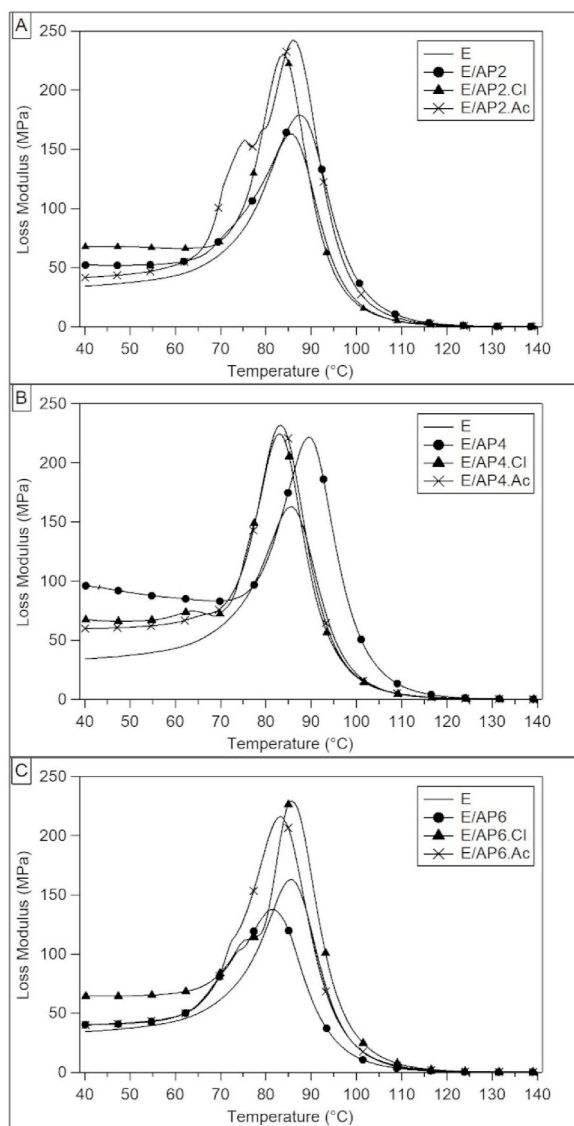 A
250
200
150
100
50
0
Loss Modulus (MPa)
E
E/AP2
E/AP2.Cl
E/AP2.Ac
40 50 60 70 80 90 100 110 120 130 140
Temperature (°C)
B
250
200
150
100
50
0
Loss Modulus (MPa)
E
E/AP4
E/AP4.Cl
E/AP4.Ac
40 50 60 70 80 90 100 110 120 130 140
Temperature (°C)
C
250
200
150
100
50
0
Loss Modulus (MPa)
E
E/AP6
E/AP6.Cl
E/AP6.Ac
40 50 60 70 80 90 100 110 120 130 140
Temperature (°C)